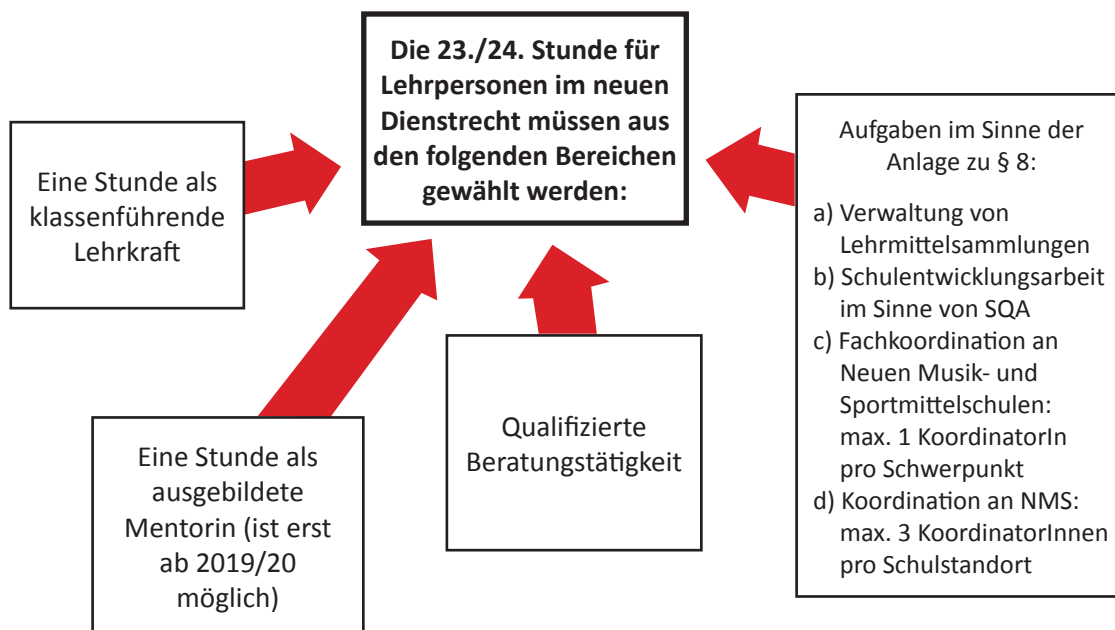 Die 23./24. Stunde für
Lehrpersonen im neuen
Dienstrecht müssen aus
den folgenden Bereichen
gewählt werden:
Eine Stunde als
klassenführende
Lehrkraft
Eine Stunde als
ausgebildete
Mentorin (ist erst
ab 2019/20
möglich)
Qualifizierte
Beratungstätigkeit
Aufgaben im Sinne der
Anlage zu § 8:
a) Verwaltung von
Lehrmittelsammlungen
b) Schulentwicklungsarbeit
im Sinne von SQA
c) Fachkoordination an
Neuen Musik- und
Sportmittelschulen:
max. 1 KoordinatorIn
pro Schwerpunkt
d) Koordination an NMS:
max. 3 KoordinatorInnen
pro Schulstandort